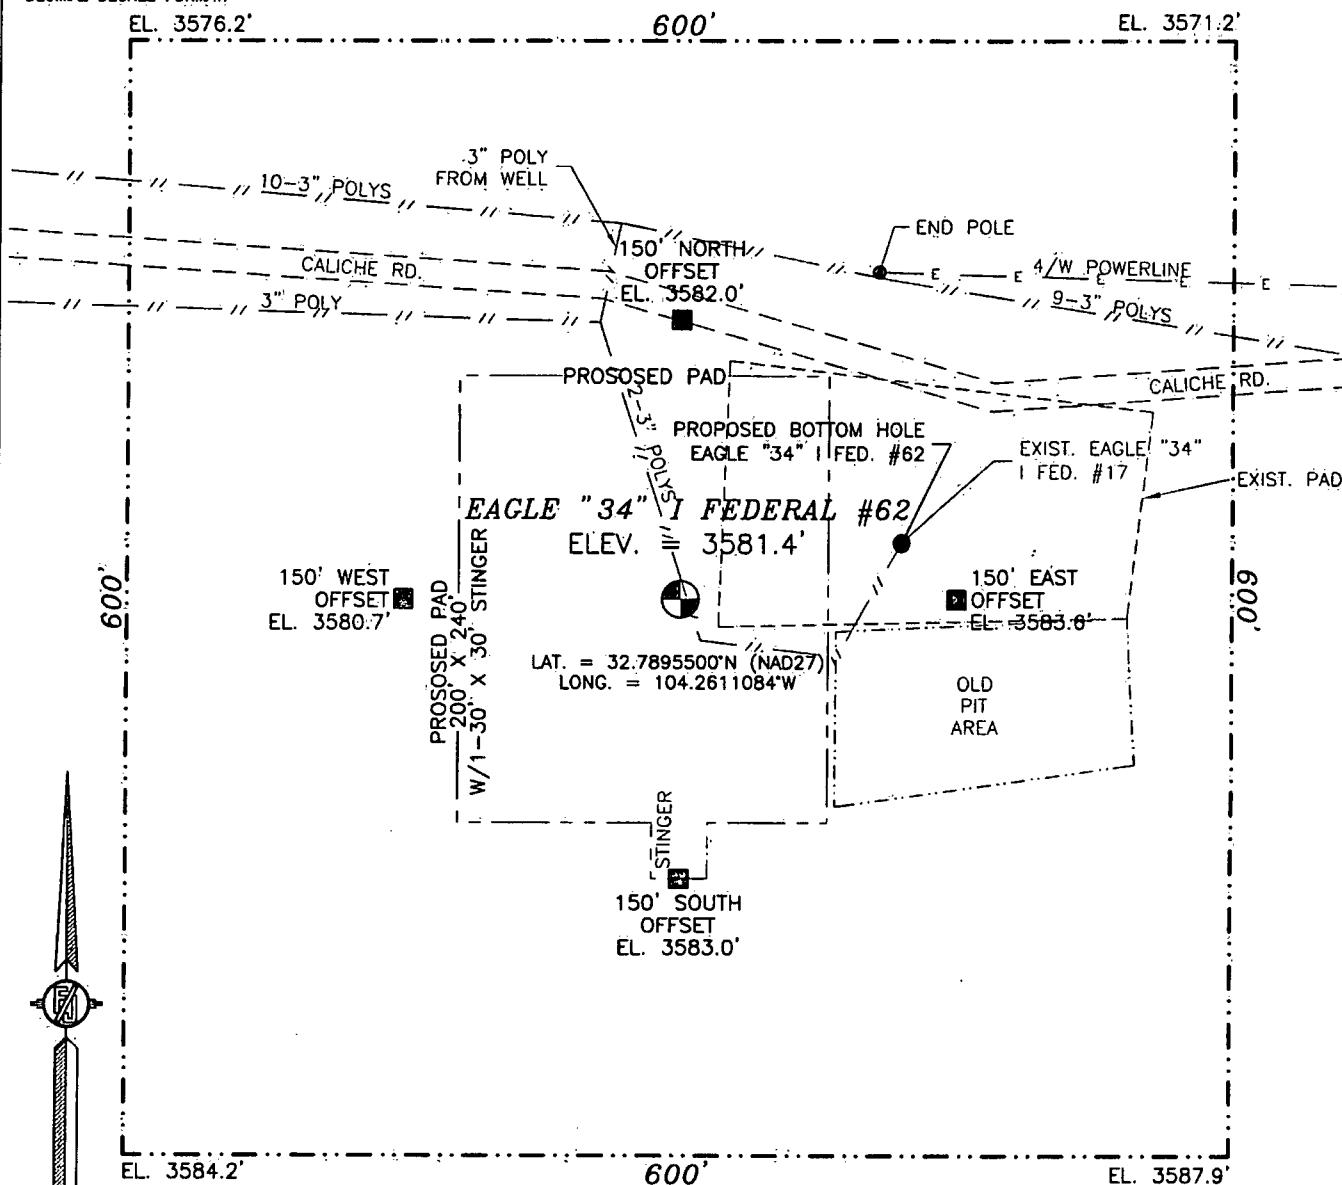 EL. 3576.2'
600'
EL. 3571.2'
3" POLY
FROM WELL
10-3" POLYS
END POLE
150' NORTH
OFFSET
EL. 3582.0'
CALICHE RD.
E E 4/W POWERLINE E E E
3" POLY
9-3" POLYS
PROSOSED PAD
CALICHE RD.
2-3" POLYS
PROPOSED BOTTOM HOLE
EAGLE "34" I FED. #62
EXIST. EAGLE "34"
I FED. #17
EXIST. PAD
EAGLE "34" I FEDERAL #62
ELEV. = 3581.4'
600'
150' WEST
OFFSET
EL. 3580.7'
PROSOSED PAD
200' X 240'
W/1-30' X 30' STINGER
150' EAST
OFFSET
EL. 3583.8'
600'
LAT. = 32.7895500°N (NAD27)
LONG. = 104.2611084°W
OLD
PIT
AREA
STINGER
150' SOUTH
OFFSET
EL. 3583.0'
EL. 3584.2'
600'
EL. 3587.9'